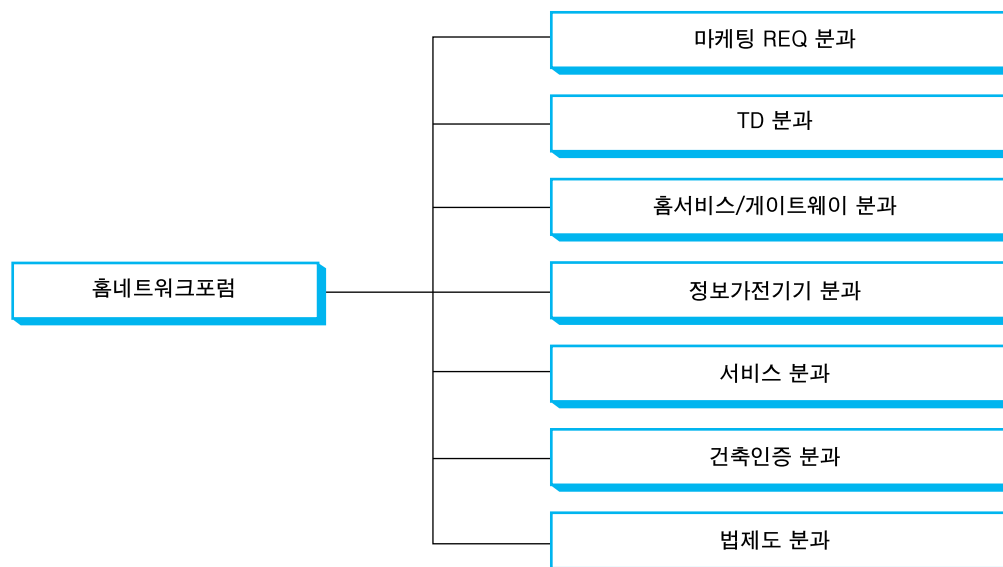 마케팅 REQ 분과
TD 분과
홈서비스/게이트웨이 분과
홈네트워크포럼
정보가전기기 분과
서비스 분과
건축인증 분과
법제도 분과